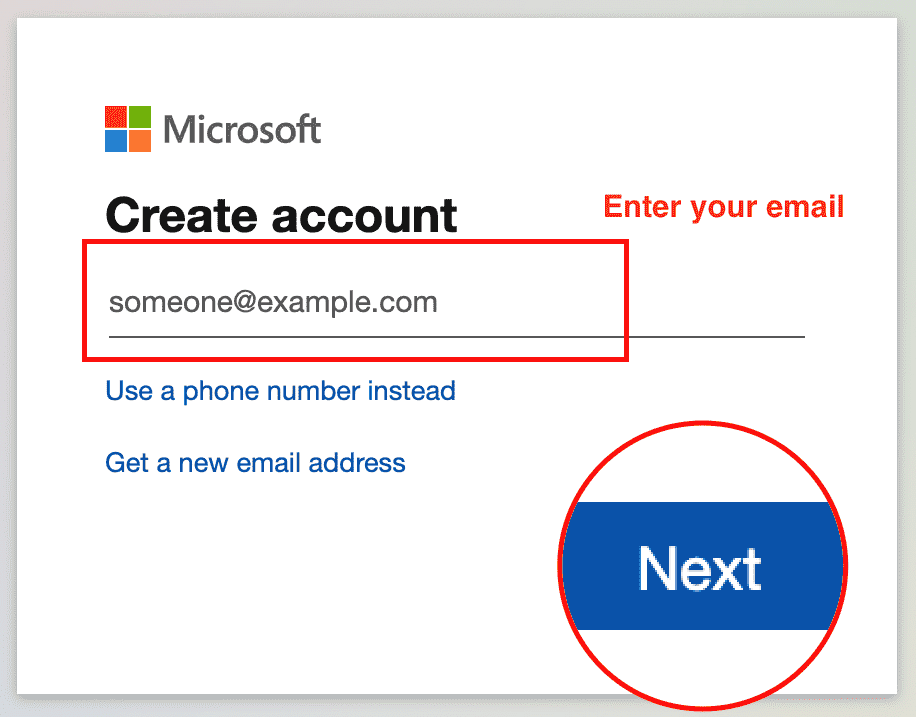 Microsoft
Create account
Enter your email
someone@example.com
Use a phone number instead
Get a new email address
Next